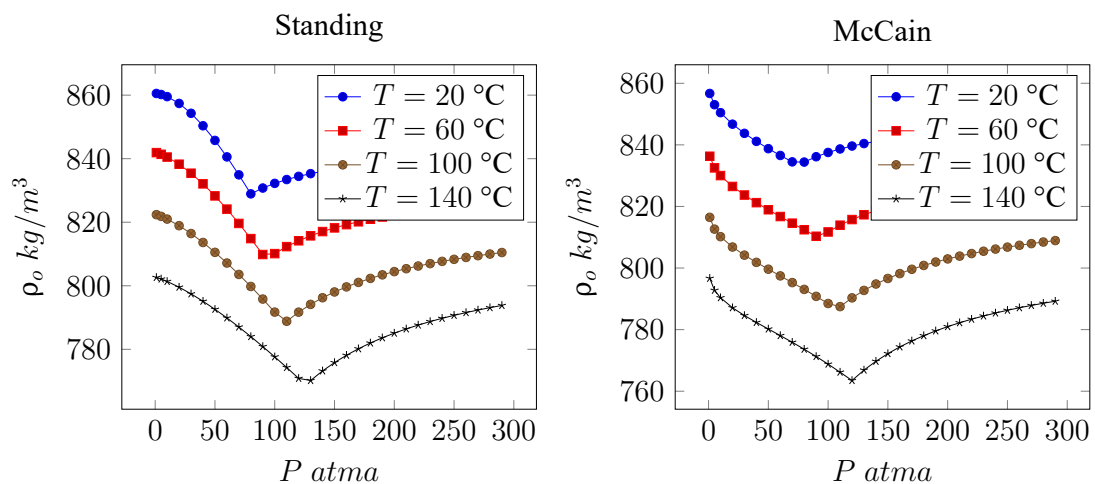 Standing
860
840
820
800
780
0 50 100 150 200 250 300
P atma
ρₒ kg/m³
T = 20 °C
T = 60 °C
T = 100 °C
T = 140 °C
McCain
860
840
820
800
780
760
0 50 100 150 200 250 300
P atma
ρₒ kg/m³
T = 20 °C
T = 60 °C
T = 100 °C
T = 140 °C